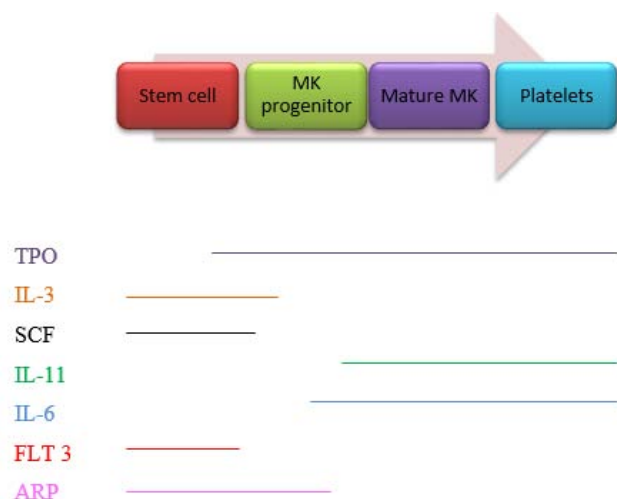 Stem cell
MK
progenitor
Mature MK
Platelets
TPO
IL-3
SCF
IL-11
IL-6
FLT 3
ARP